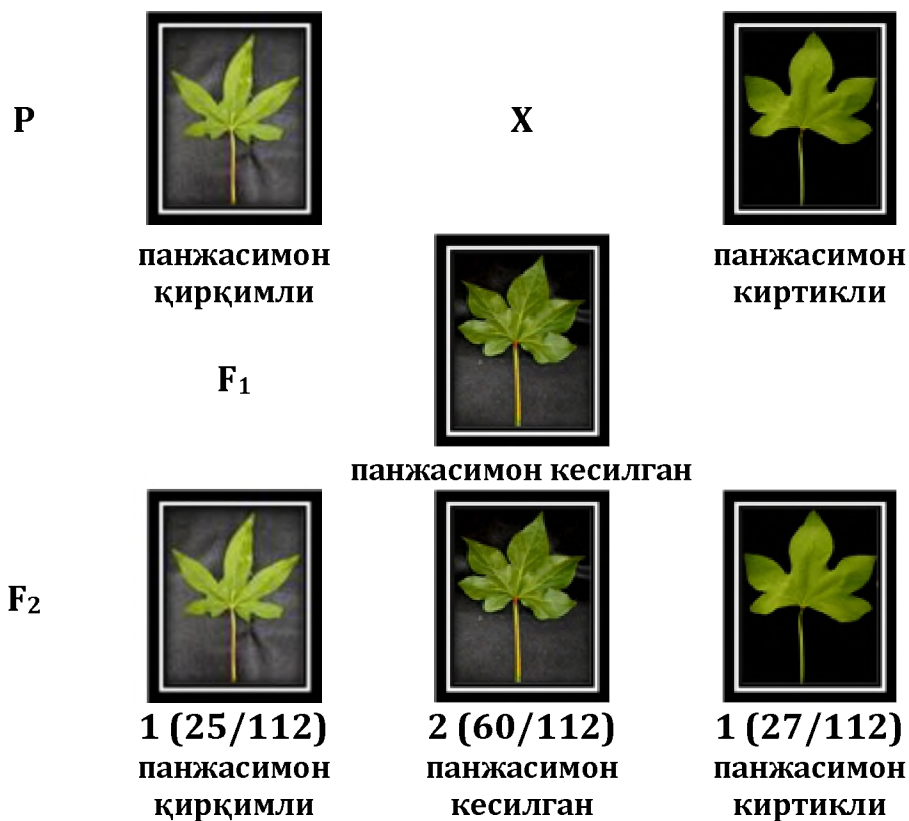 P
X
панжасимон
қирқимли
панжасимон
киртикли
F₁
панжасимон кесилган
F₂
1 (25/112)
панжасимон
қирқимли
2 (60/112)
панжасимон
кесилган
1 (27/112)
панжасимон
киртикли